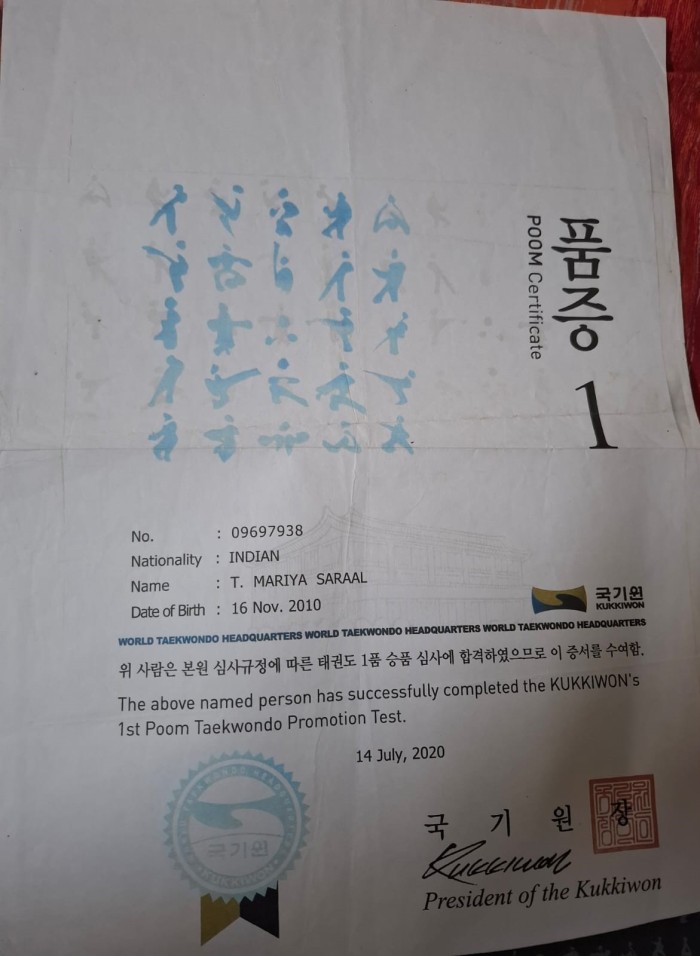 품증 1
POOM Certificate
No. : 09697938
Nationality : INDIAN
Name : T. MARIYA SARAAL
Date of Birth : 16 Nov. 2010
국기원
KUKKIWON
WORLD TAEKWONDO HEADQUARTERS WORLD TAEKWONDO HEADQUARTERS WORLD TAEKWONDO HEADQUARTERS
위 사람은 본원 심사규정에 따른 태권도 1품 승품 심사에 합격하였으므로 이 증서를 수여함.
The above named person has successfully completed the KUKKIWON's
1st Poom Taekwondo Promotion Test.
14 July, 2020
WORLD TAEKWONDO HEADQUARTERS
국기원
KUKKIWON
국 기 원 장
Kukkiwon
President of the Kukkiwon